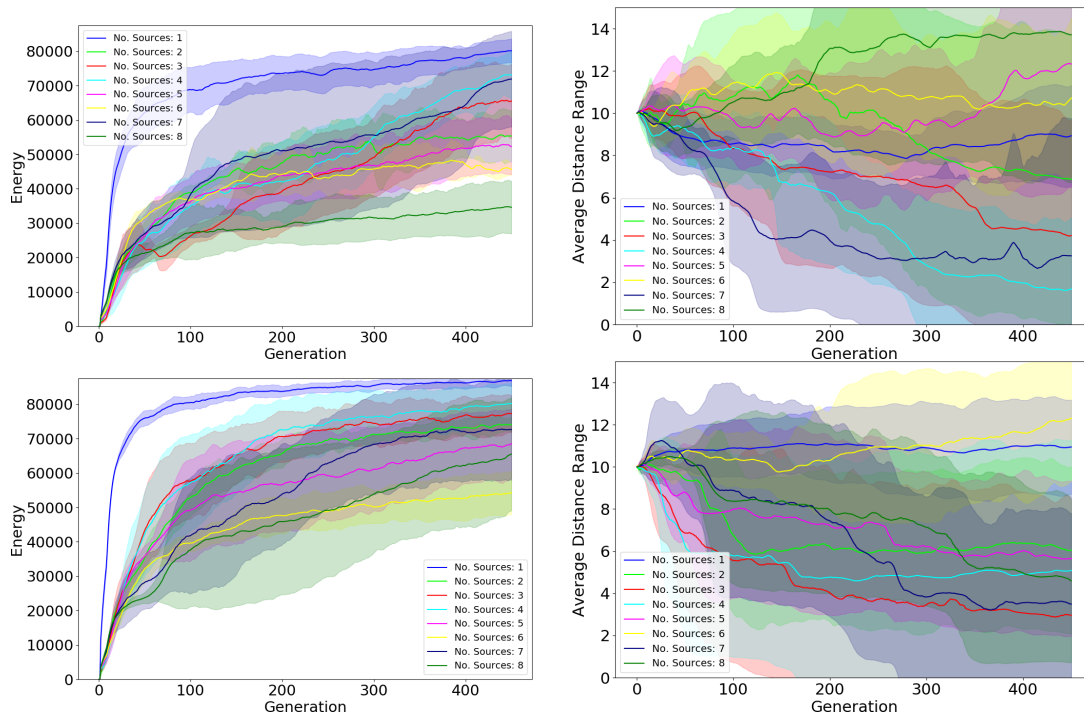 80000
70000
60000
50000
40000
30000
20000
10000
0
Energy
No. Sources: 1
No. Sources: 2
No. Sources: 3
No. Sources: 4
No. Sources: 5
No. Sources: 6
No. Sources: 7
No. Sources: 8
0 100 200 300 400
Generation
14
12
10
8
6
4
2
0
Average Distance Range
No. Sources: 1
No. Sources: 2
No. Sources: 3
No. Sources: 4
No. Sources: 5
No. Sources: 6
No. Sources: 7
No. Sources: 8
0 100 200 300 400
Generation
80000
70000
60000
50000
40000
30000
20000
10000
0
Energy
No. Sources: 1
No. Sources: 2
No. Sources: 3
No. Sources: 4
No. Sources: 5
No. Sources: 6
No. Sources: 7
No. Sources: 8
0 100 200 300 400
Generation
14
12
10
8
6
4
2
0
Average Distance Range
No. Sources: 1
No. Sources: 2
No. Sources: 3
No. Sources: 4
No. Sources: 5
No. Sources: 6
No. Sources: 7
No. Sources: 8
0 100 200 300 400
Generation